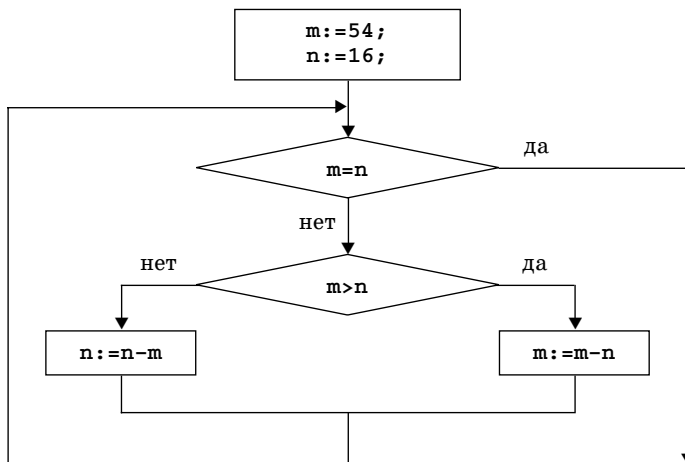 m:=54;
n:=16;
да
m=n
нет
нет
да
m>n
n:=n-m
m:=m-n